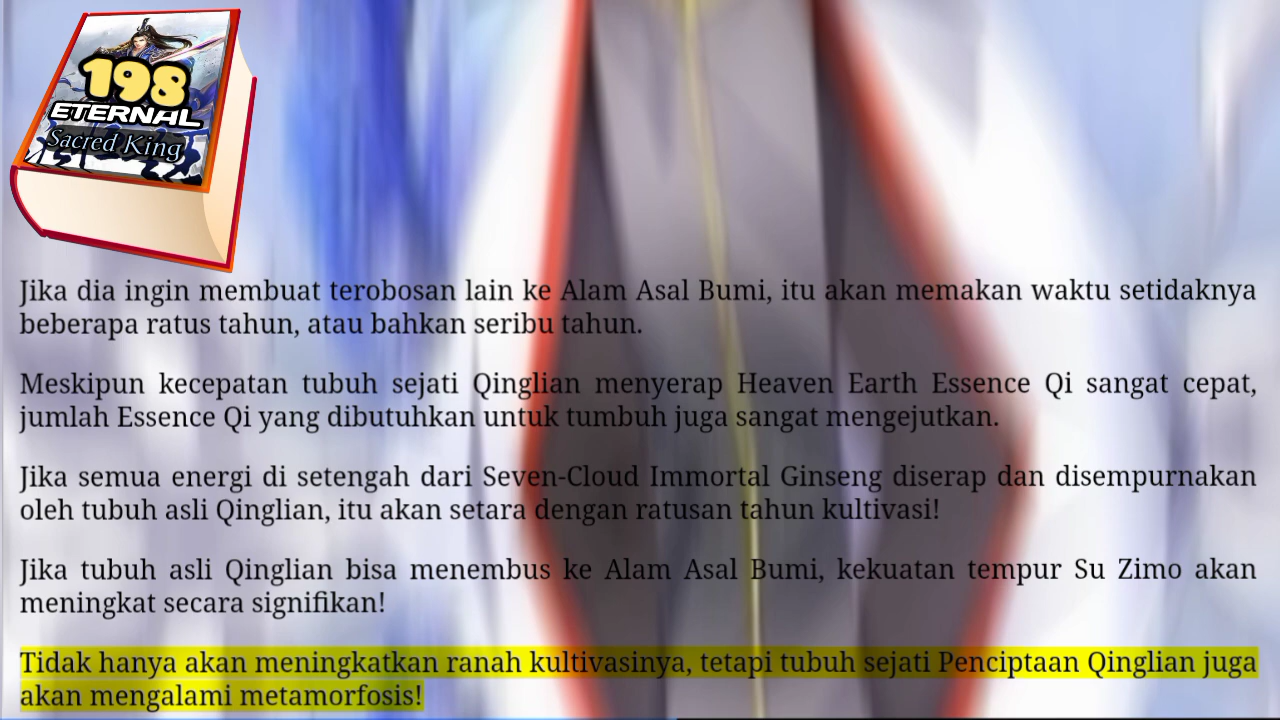 198
ETERNAL
Sacred King
Jika dia ingin membuat terobosan lain ke Alam Asal Bumi, itu akan memakan waktu setidaknya
beberapa ratus tahun, atau bahkan seribu tahun.
Meskipun kecepatan tubuh sejati Qinglian menyerap Heaven Earth Essence Qi sangat cepat,
jumlah Essence Qi yang dibutuhkan untuk tumbuh juga sangat mengejutkan.
Jika semua energi di setengah dari Seven-Cloud Immortal Ginseng diserap dan disempurnakan
oleh tubuh asli Qinglian, itu akan setara dengan ratusan tahun kultivasi!
Jika tubuh asli Qinglian bisa menembus ke Alam Asal Bumi, kekuatan tempur Su Zimo akan
meningkat secara signifikan!
Tidak hanya akan meningkatkan ranah kultivasinya, tetapi tubuh sejati Penciptaan Qinglian juga
akan mengalami metamorfosis!